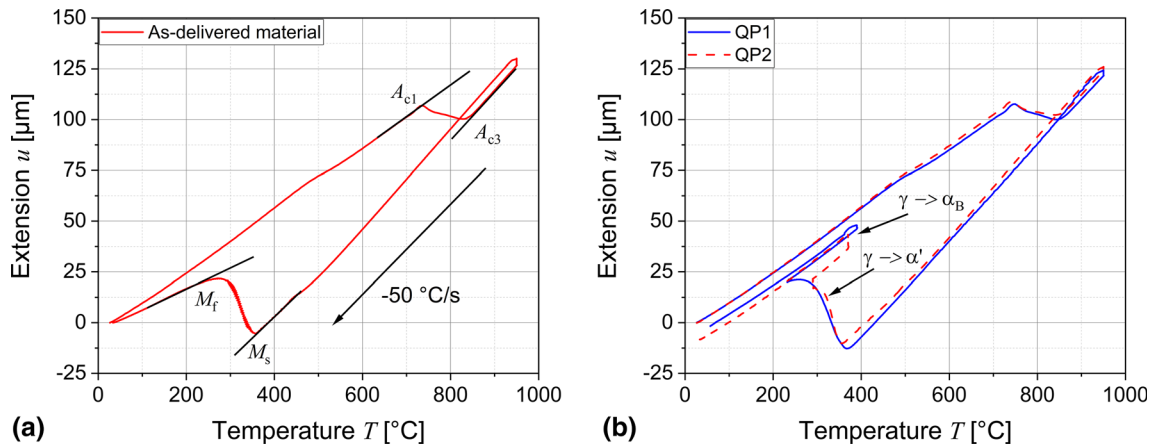 As-delivered material
150
125
100
75
50
25
0
-25
Extension u [µm]
Ac1
Ac3
-50 °C/s
Mf
Ms
0 200 400 600 800 1000
(a) Temperature T [°C]
QP1
QP2
150
125
100
75
50
25
0
-25
Extension u [µm]
γ -> αB
γ -> α'
0 200 400 600 800 1000
(b) Temperature T [°C]